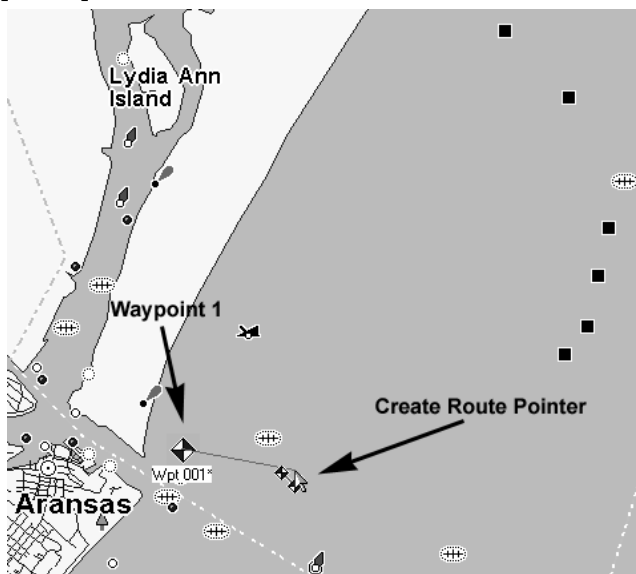 Lydia Ann
Island
Waypoint 1
Create Route Pointer
Wpt 001*
Aransas